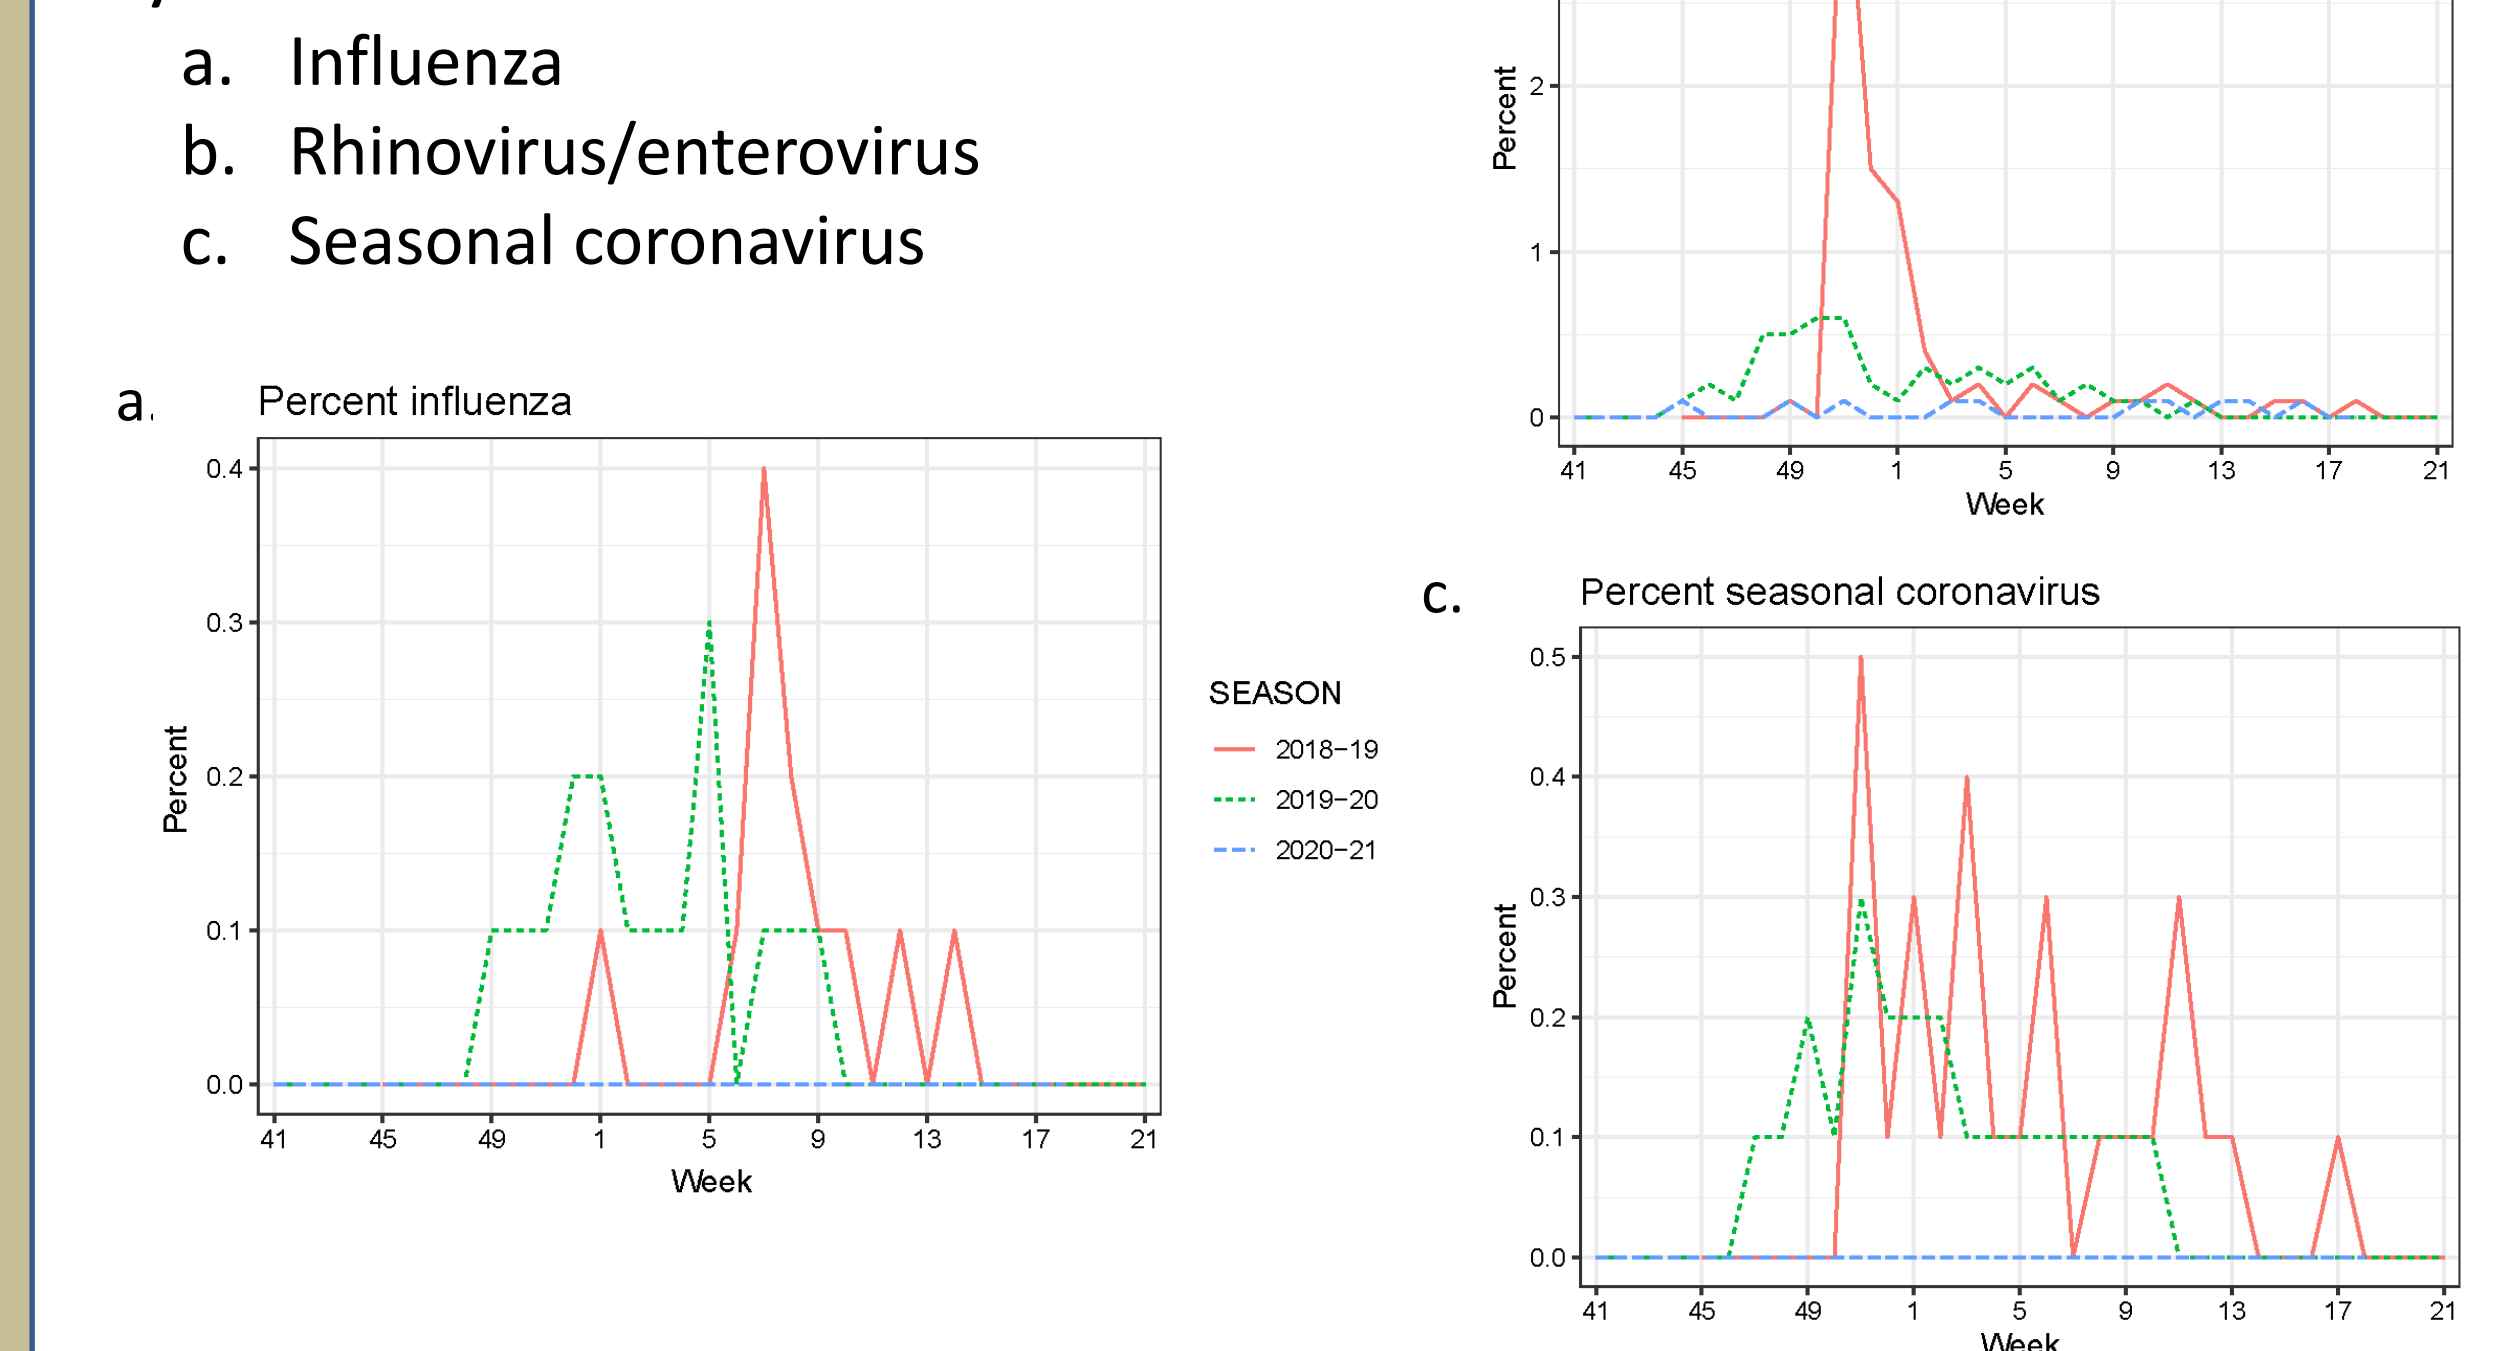 a. Influenza
b. Rhinovirus/enterovirus
c. Seasonal coronavirus
2
1
0
Percent
41 45 49 1 5 9 13 17 21
Week
a.
Percent influenza
0.4
0.3
0.2
0.1
0.0
Percent
41 45 49 1 5 9 13 17 21
Week
SEASON
2018-19
2019-20
2020-21
c.
Percent seasonal coronavirus
0.5
0.4
0.3
0.2
0.1
0.0
Percent
41 45 49 1 5 9 13 17 21
Week